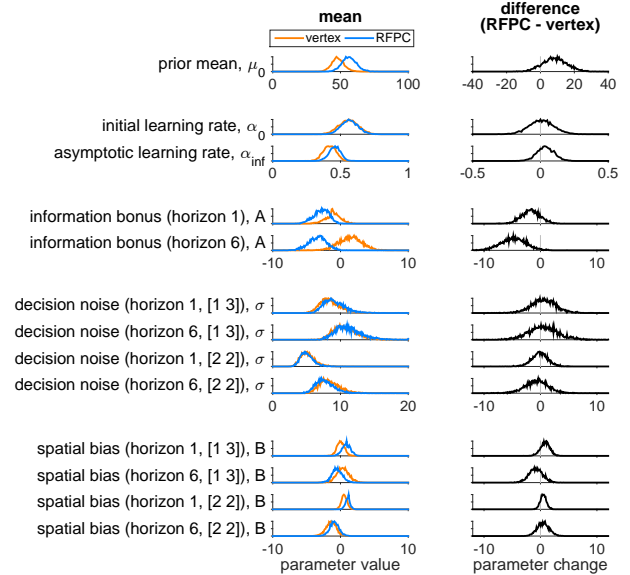 mean
difference
(RFPC - vertex)
vertex RFPC
prior mean, μ0
0 50 100
-40 -20 0 20 40
initial learning rate, α0
asymptotic learning rate, αinf
0 0.5 1
-0.5 0 0.5
information bonus (horizon 1), A
information bonus (horizon 6), A
-10 0 10
-10 0 10
decision noise (horizon 1, [1 3]), σ
decision noise (horizon 6, [1 3]), σ
decision noise (horizon 1, [2 2]), σ
decision noise (horizon 6, [2 2]), σ
0 10 20
-10 0 10
spatial bias (horizon 1, [1 3]), B
spatial bias (horizon 6, [1 3]), B
spatial bias (horizon 1, [2 2]), B
spatial bias (horizon 6, [2 2]), B
-10 0 10
-10 0 10
parameter value
parameter change